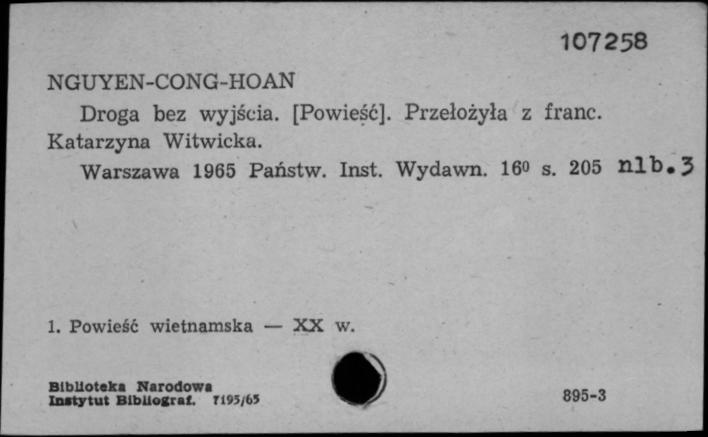 107258
NGUYEN-CONG-HOAN
Droga bez wyjścia. [Powieść]. Przełożyła z franc.
Katarzyna Witwicka.
Warszawa 1965 Państw. Inst. Wydawn. 16⁰ s. 205 nlb.3
1. Powieść wietnamska — XX w.
Biblioteka Narodowa
Instytut Bibliograf. 7195/65
895-3